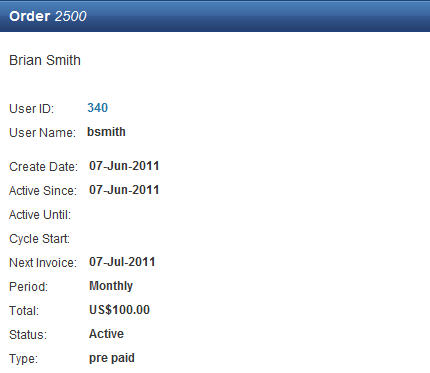 Order 2500
Brian Smith
User ID: 340
User Name: bsmith
Create Date: 07-Jun-2011
Active Since: 07-Jun-2011
Active Until:
Cycle Start:
Next Invoice: 07-Jul-2011
Period: Monthly
Total: US$100.00
Status: Active
Type: pre paid